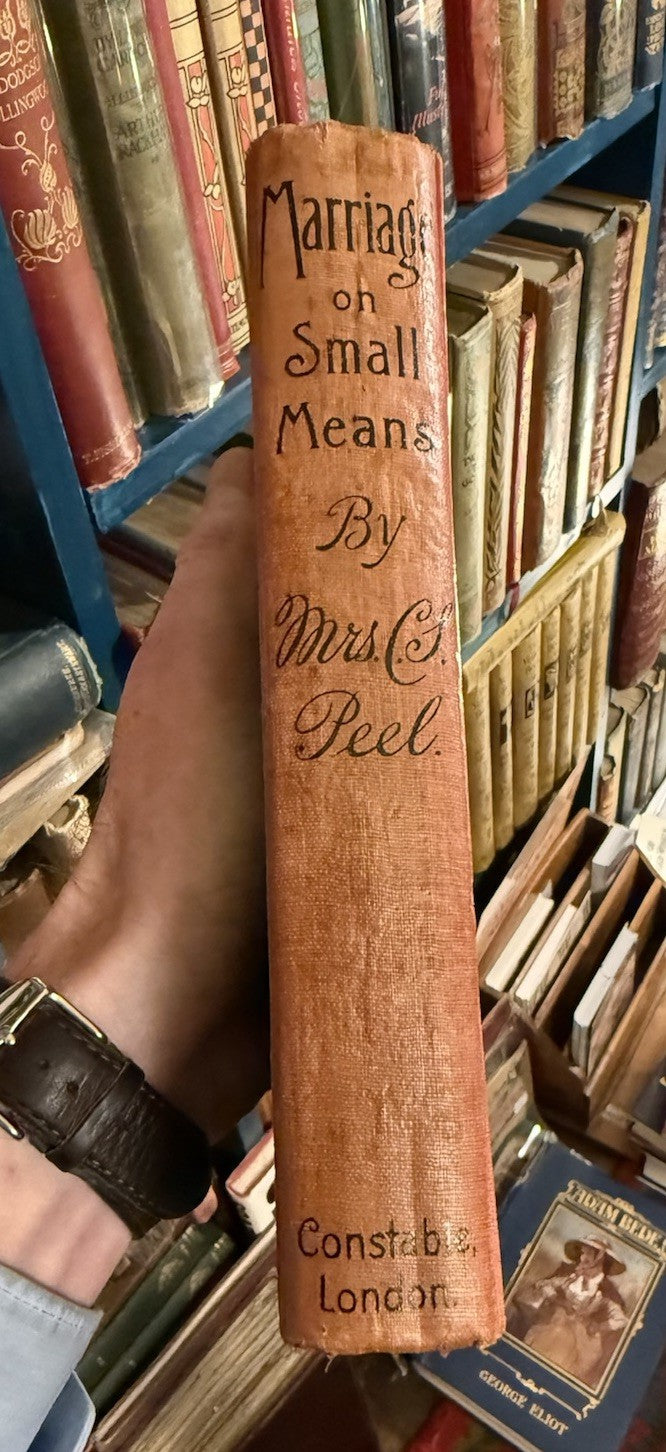 Marriage
on
Small
Means
By
Mrs. C.S.
Peel.
Constable,
London.
ADAM BEDE
GEORGE ELIOT